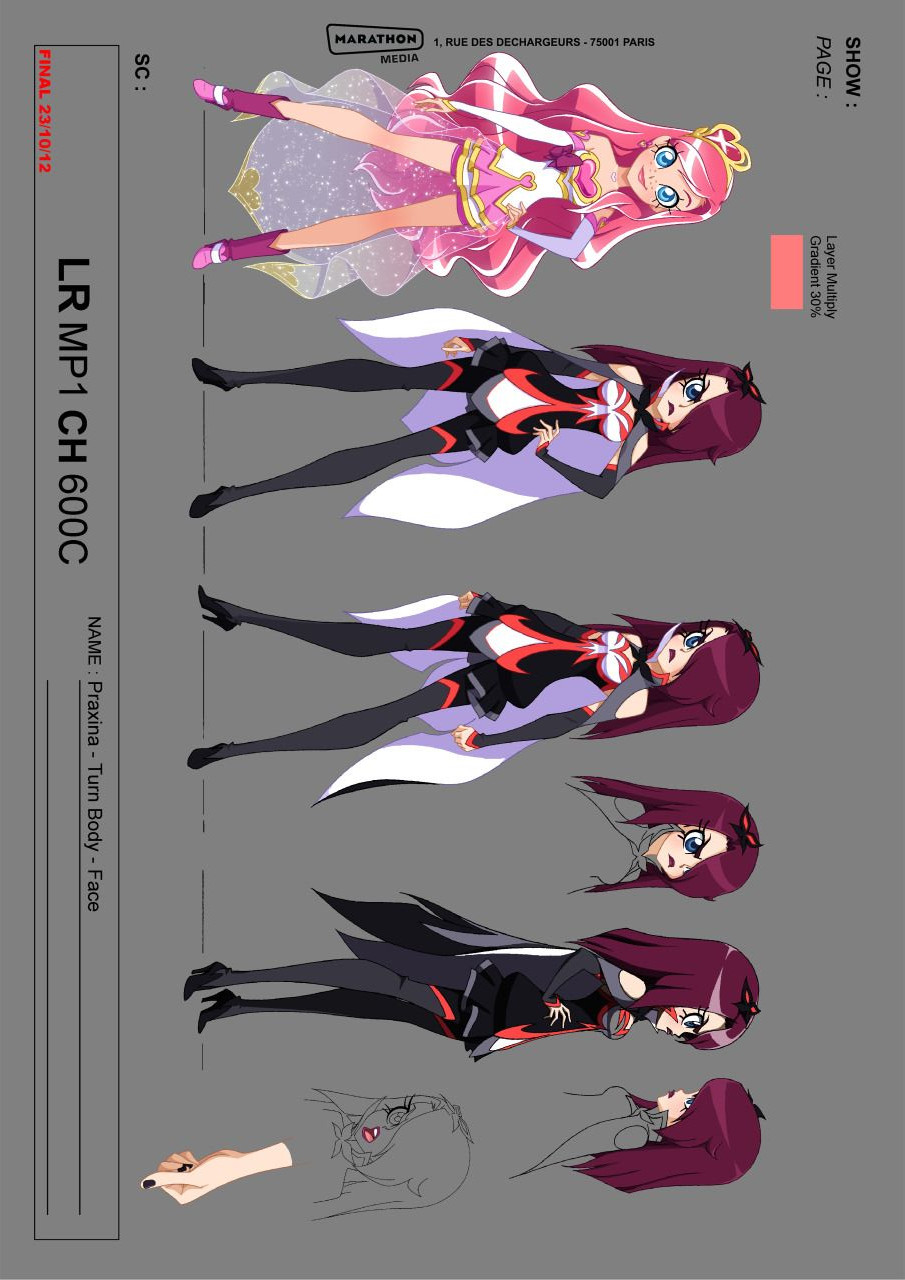 MARATHON
MEDIA
1, RUE DES DECHARGEURS - 75001 PARIS
SHOW :
PAGE :
SC :
Layer Multiply
Gradient 30%
FINAL 23/10/12
LR MP1 CH 600C
NAME : Praxina - Turn Body - Face